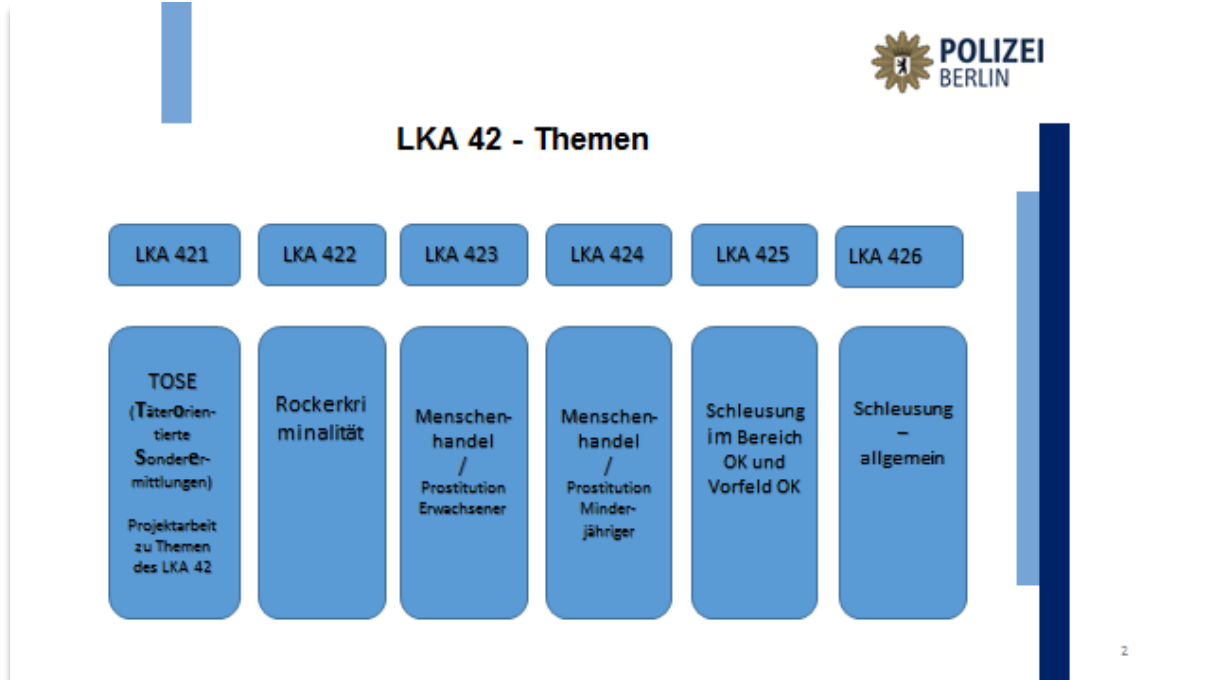 POLIZEI
BERLIN
LKA 42 - Themen
LKA 421
LKA 422
LKA 423
LKA 424
LKA 425
LKA 426
TOSE
(TäterOrien-
tierte
SonderEr-
mittlungen)
Projektarbeit
zu Themen
des LKA 42
Rockerkri
minalität
Menschen-
handel
/
Prostitution
Erwachsener
Menschen-
handel
/
Prostitution
Minder-
jähriger
Schleusung
im Bereich
OK und
Vorfeld OK
Schleusung
–
allgemein
2